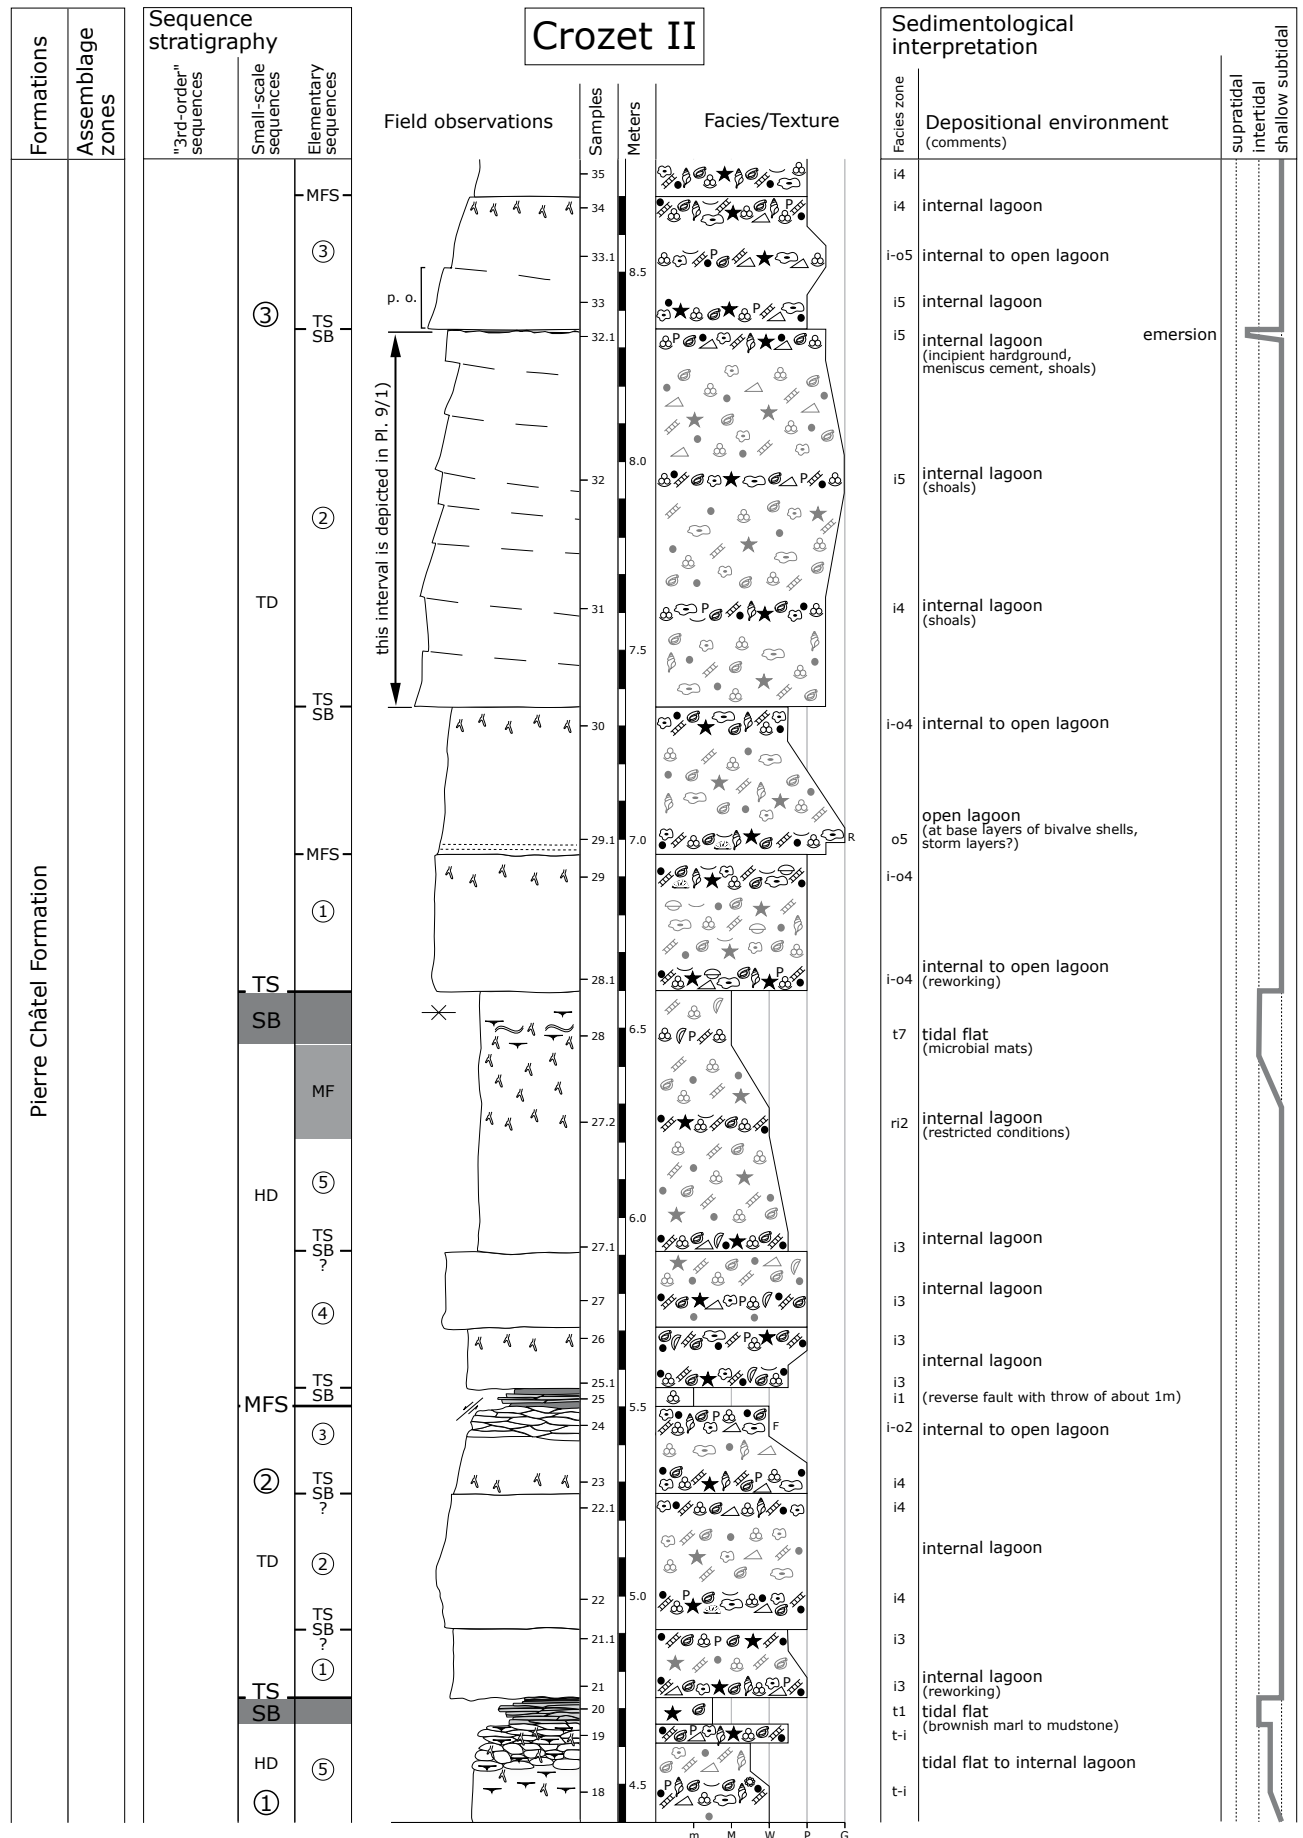 Crozet II
Formations
Assemblage
zones
Sequence
stratigraphy
"3rd-order"
sequences
Small-scale
sequences
Elementary
sequences
Field observations
Samples
Meters
Facies/Texture
Sedimentological
interpretation
Facies zone
Depositional environment
(comments)
supratidal
intertidal
shallow subtidal
Pierre Châtel Formation
3
TD
TS
SB
HD
MFS
2
TD
TS
SB
HD
1
MFS
3
TS
SB
2
TS
SB
MFS
1
MF
5
TS
SB
?
4
TS
SB
3
TS
SB
?
2
TS
SB
?
1
5
p. o.
this interval is depicted in Pl. 9/1)
35
34
33.1
33
32.1
32
31
30
29.1
29
28.1
28
27.2
27.1
27
26
25.1
25
24
23
22.1
22
21.1
21
20
19
18
8.5
8.0
7.5
7.0
6.5
6.0
5.5
5.0
4.5
P
P
P
P
P
P
R
P
P
P
P
P
F
P
P
P
P
P
m M W P G
i4
i4 internal lagoon
i-o5 internal to open lagoon
i5 internal lagoon
i5 internal lagoon emersion
(incipient hardground,
meniscus cement, shoals)
i5 internal lagoon
(shoals)
i4 internal lagoon
(shoals)
i-o4 internal to open lagoon
o5 open lagoon
(at base layers of bivalve shells,
storm layers?)
i-o4
i-o4 internal to open lagoon
(reworking)
t7 tidal flat
(microbial mats)
ri2 internal lagoon
(restricted conditions)
i3 internal lagoon
i3 internal lagoon
i3
internal lagoon
i3
i1 (reverse fault with throw of about 1m)
i-o2 internal to open lagoon
i4
i4
internal lagoon
i4
i3
i3 internal lagoon
(reworking)
t1 tidal flat
(brownish marl to mudstone)
t-i
tidal flat to internal lagoon
t-i